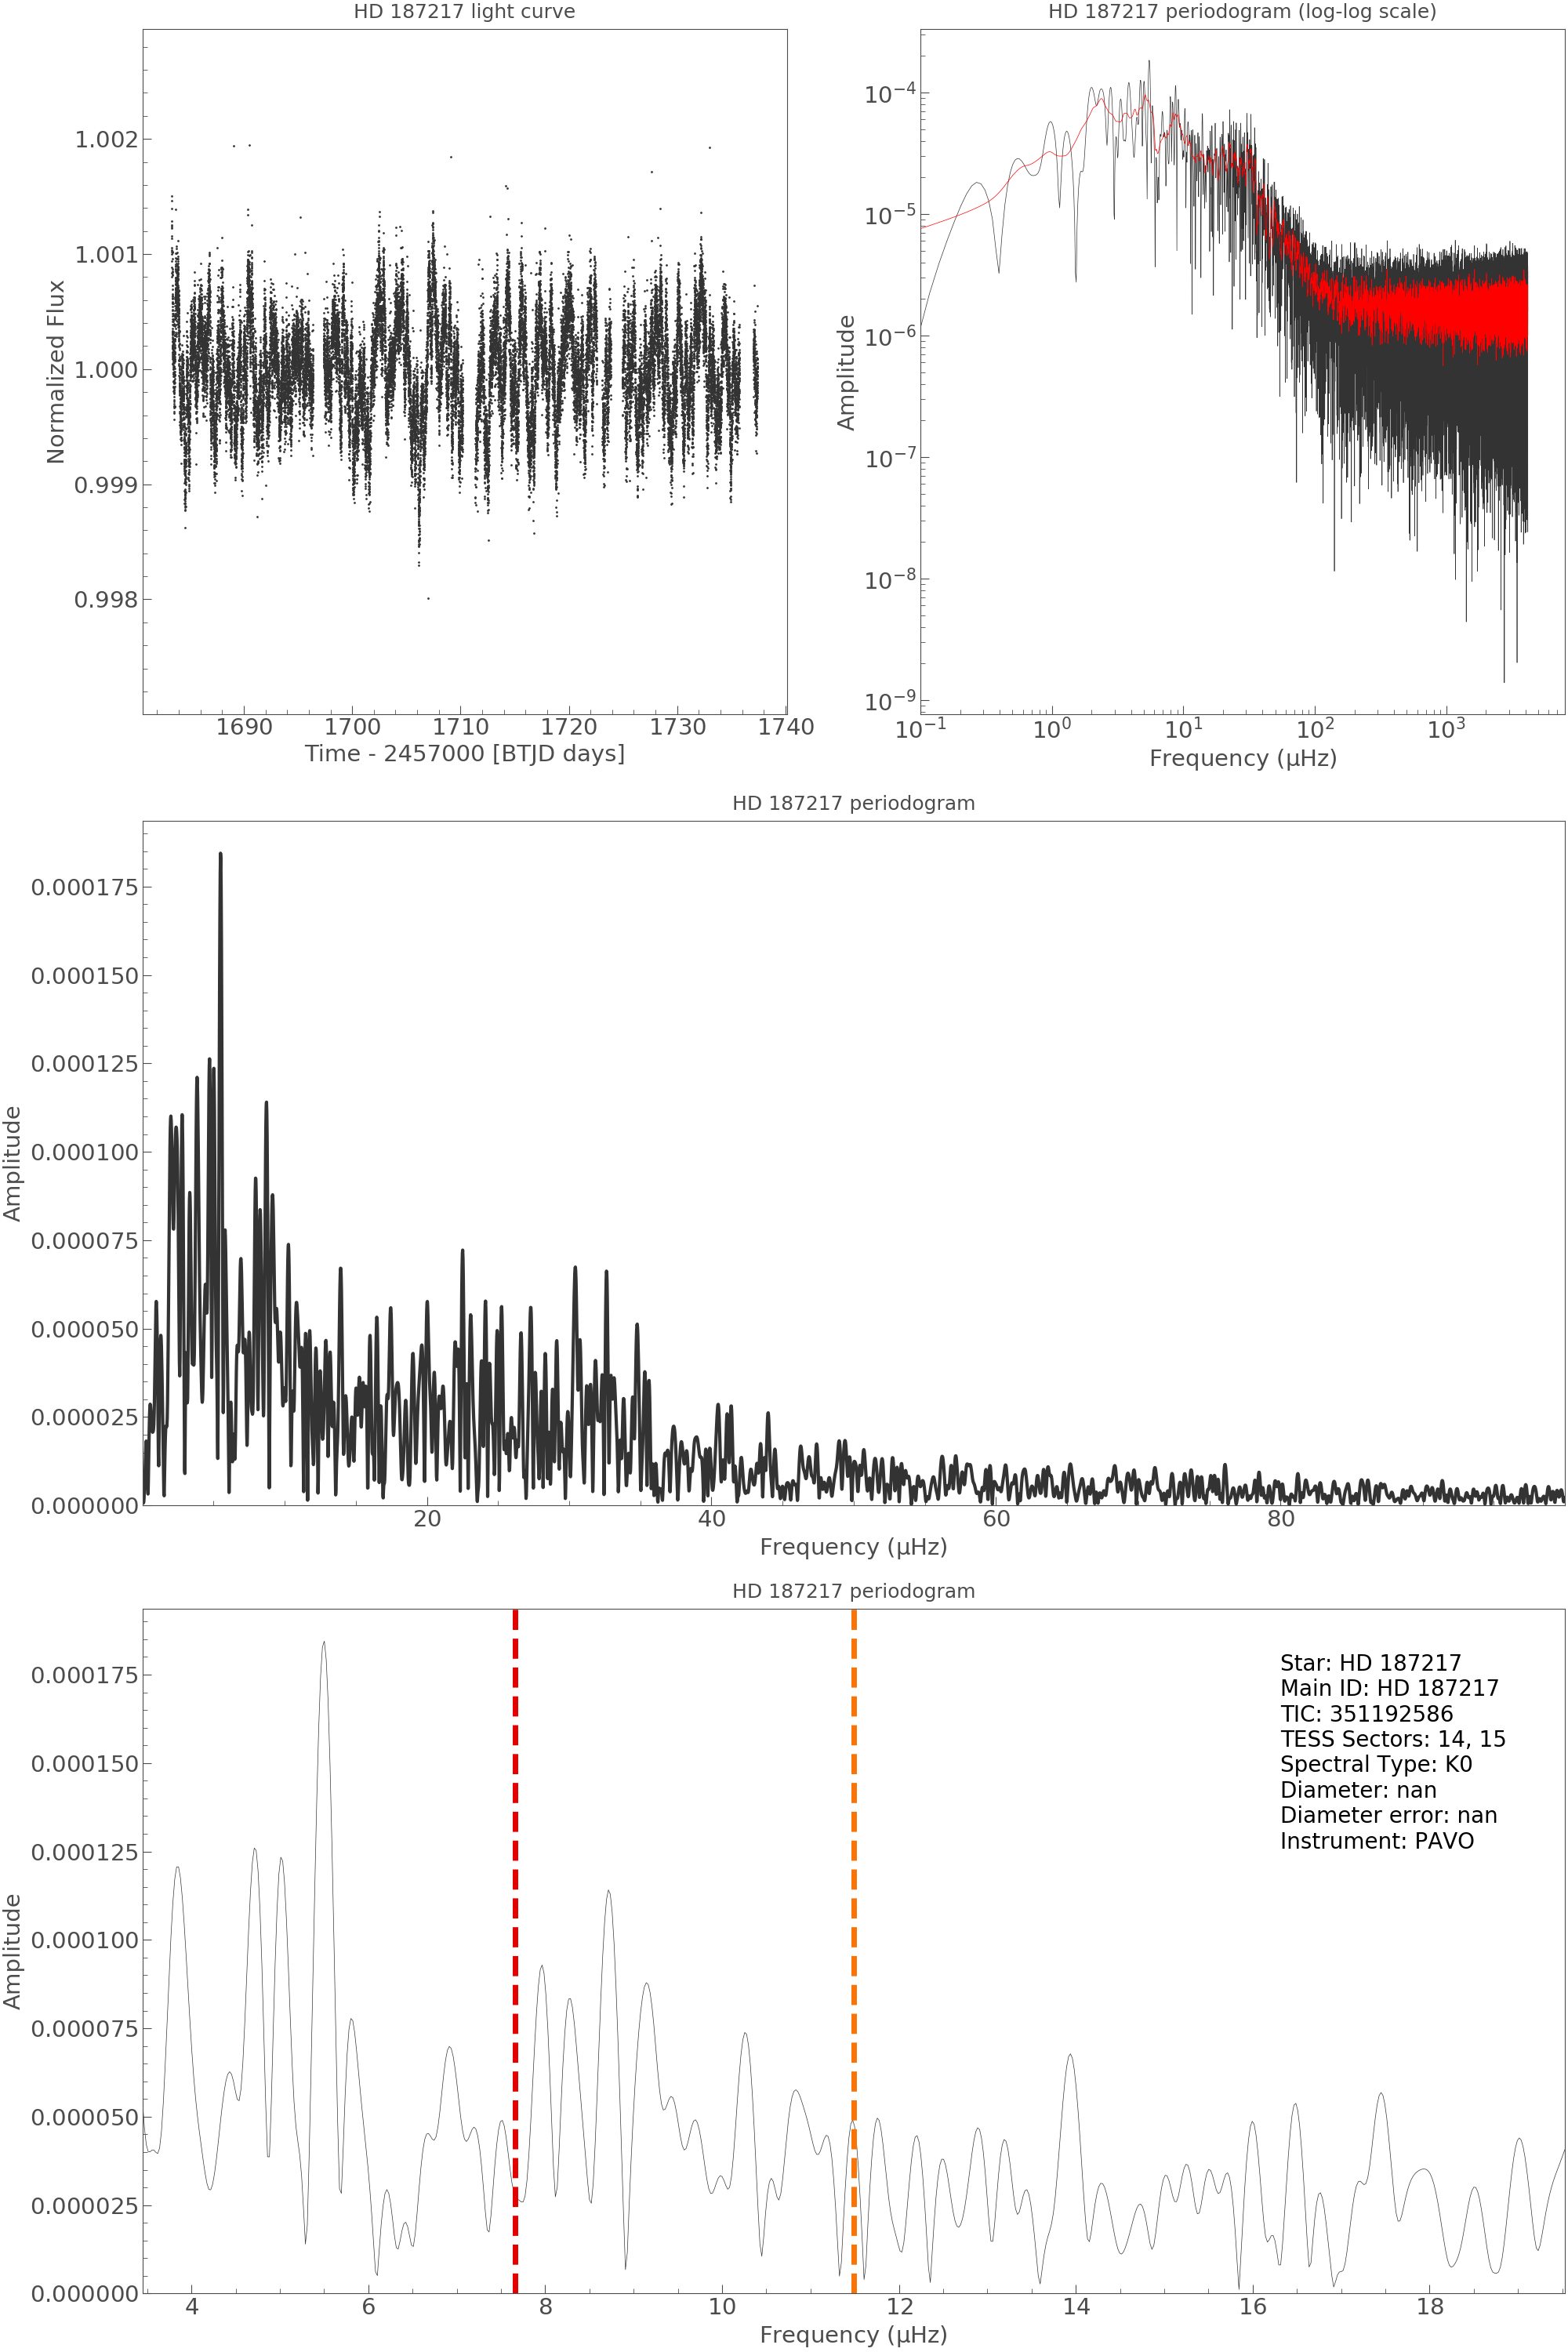 HD 187217 light curve
Normalized Flux
1.002
1.001
1.000
0.999
0.998
1690 1700 1710 1720 1730 1740
Time - 2457000 [BTJD days]
HD 187217 periodogram (log-log scale)
Amplitude
10⁻⁴
10⁻⁵
10⁻⁶
10⁻⁷
10⁻⁸
10⁻⁹
10⁻¹ 10⁰ 10¹ 10² 10³
Frequency (µHz)
HD 187217 periodogram
Amplitude
0.000175
0.000150
0.000125
0.000100
0.000075
0.000050
0.000025
0.000000
20 40 60 80
Frequency (µHz)
HD 187217 periodogram
Amplitude
0.000175
0.000150
0.000125
0.000100
0.000075
0.000050
0.000025
0.000000
Star: HD 187217
Main ID: HD 187217
TIC: 351192586
TESS Sectors: 14, 15
Spectral Type: K0
Diameter: nan
Diameter error: nan
Instrument: PAVO
4 6 8 10 12 14 16 18
Frequency (µHz)